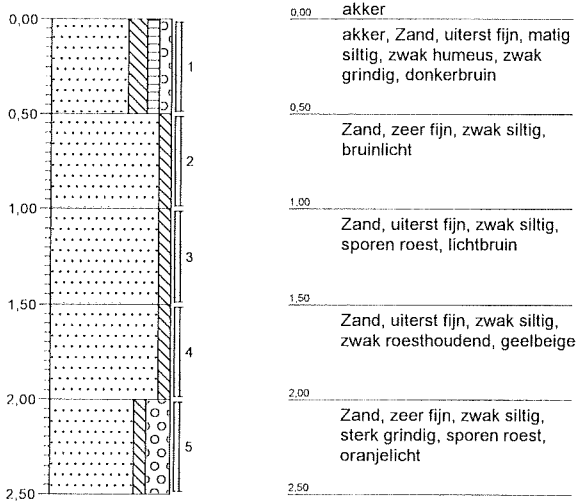 akker
0,00
0,00
akker, Zand, uiterst fijn, matig
siltig, zwak humeus, zwak
grindig, donkerbruin
1
0,50
0,50
Zand, zeer fijn, zwak siltig,
bruinlicht
2
1,00
1,00
Zand, uiterst fijn, zwak siltig,
sporen roest, lichtbruin
3
1,50
1,50
Zand, uiterst fijn, zwak siltig,
zwak roesthoudend, geelbeige
4
2,00
2,00
Zand, zeer fijn, zwak siltig,
sterk grindig, sporen roest,
oranjelicht
5
2,50
2,50